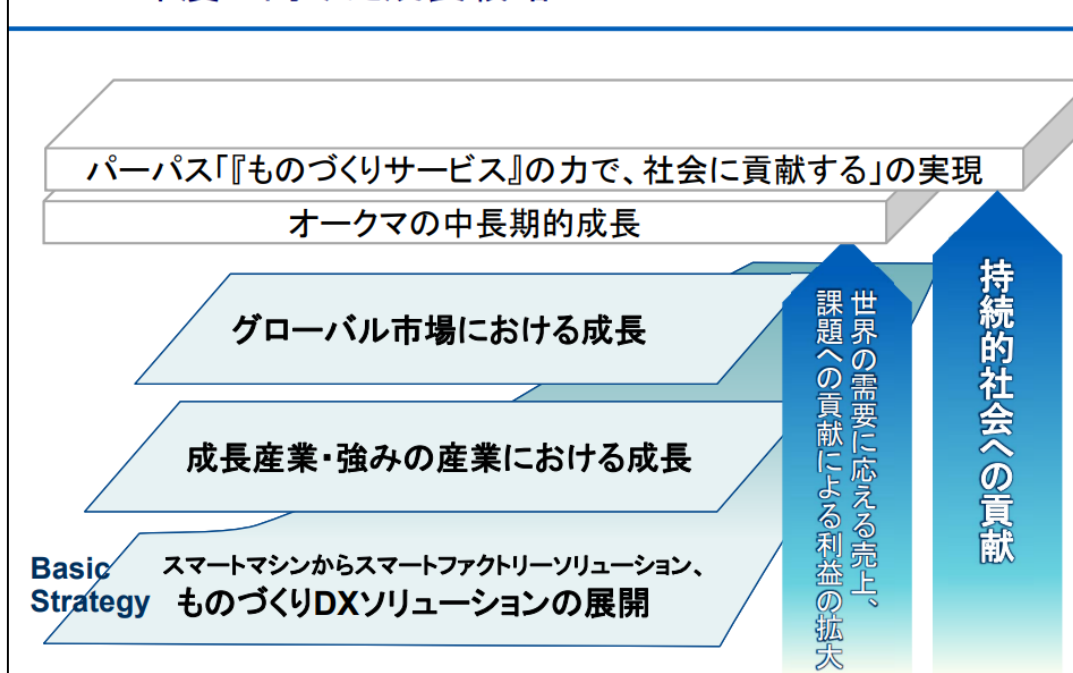 パーパス「『ものづくりサービス』の力で、社会に貢献する」の実現
オークマの中長期的成長
グローバル市場における成長
成長産業・強みの産業における成長
Basic
Strategy
スマートマシンからスマートファクトリーソリューション、
ものづくりDXソリューションの展開
世界の需要に応える売上、
課題への貢献による利益の拡大
持続的社会への貢献